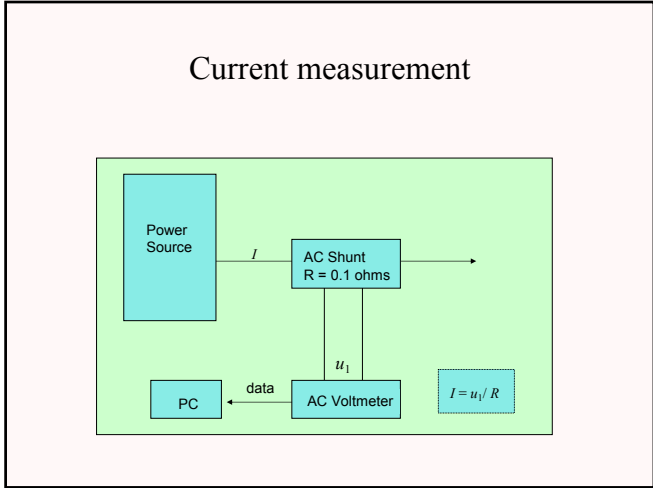 Current measurement
Power
Source
I
AC Shunt
R = 0.1 ohms
u₁
data
PC
AC Voltmeter
I = u₁/ R